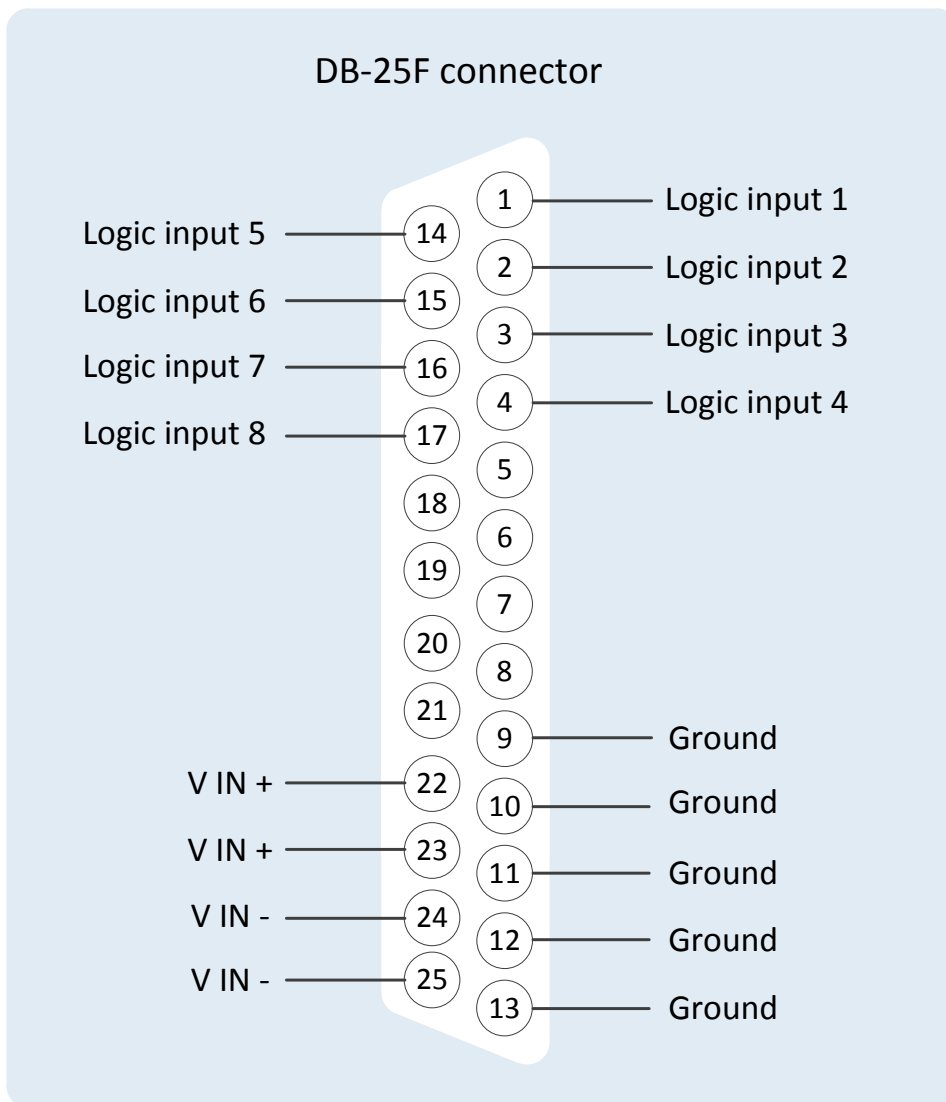 DB-25F connector
1 Logic input 1
Logic input 5 14
2 Logic input 2
Logic input 6 15
3 Logic input 3
Logic input 7 16
4 Logic input 4
Logic input 8 17
5
18
6
19
7
20
8
21
9 Ground
V IN + 22
10 Ground
V IN + 23
11 Ground
V IN - 24
12 Ground
V IN - 25
13 Ground